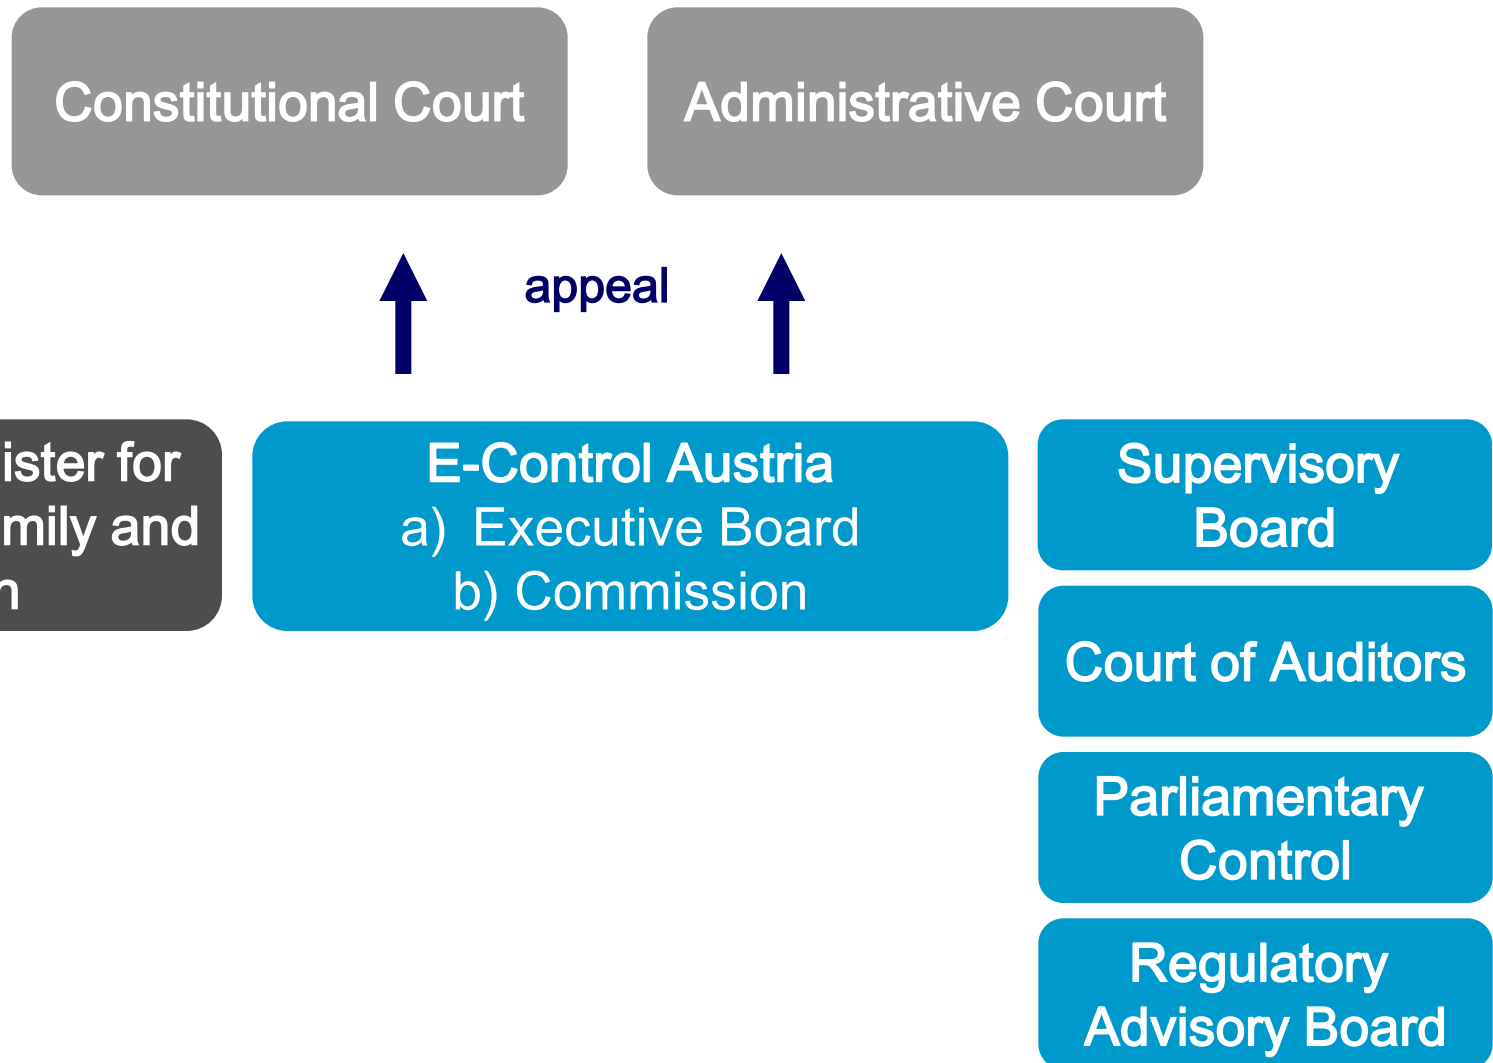 Constitutional Court
Administrative Court
appeal
ister for
mily and
E-Control Austria
a) Executive Board
b) Commission
Supervisory
Board
Court of Auditors
Parliamentary
Control
Regulatory
Advisory Board